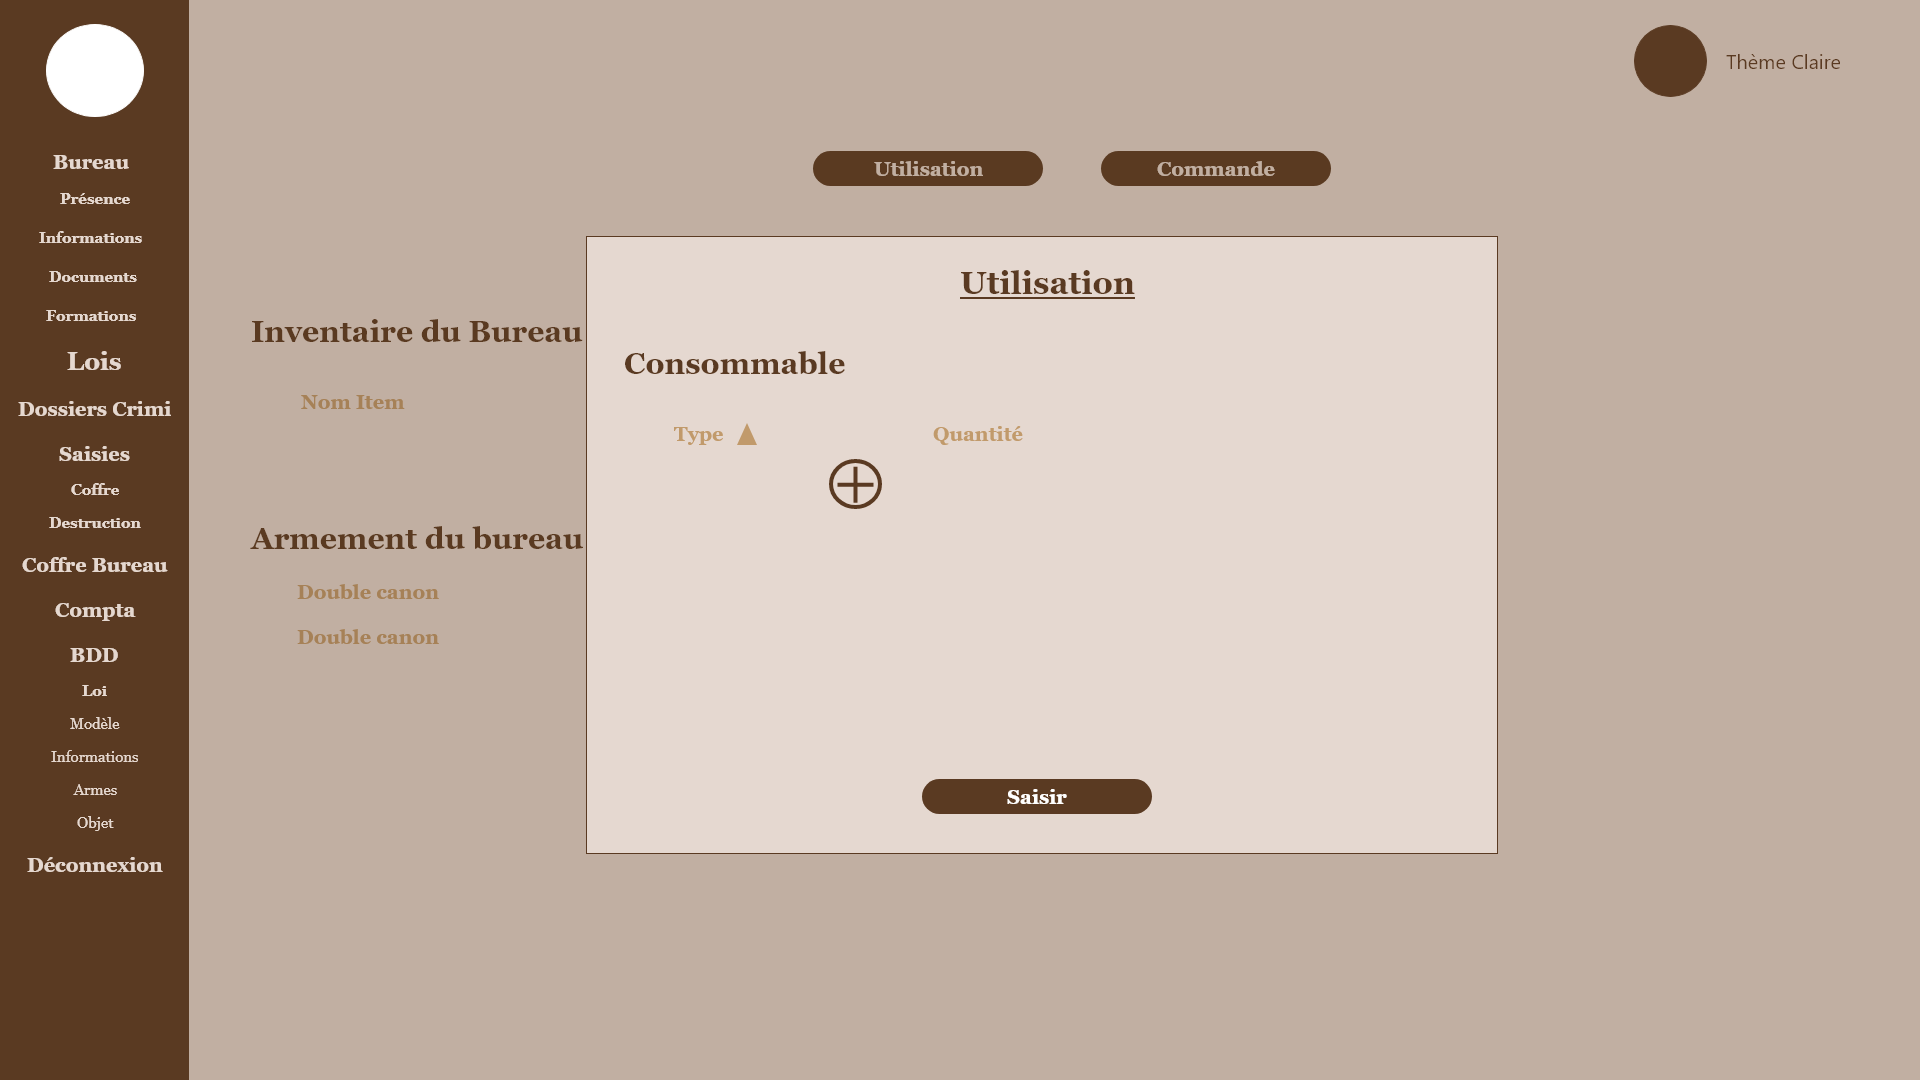 Bureau
Présence
Informations
Documents
Formations
Lois
Dossiers Crimi
Saisies
Coffre
Destruction
Coffre Bureau
Compta
BDD
Loi
Modèle
Informations
Armes
Objet
Déconnexion
Thème Claire
Utilisation
Commande
Inventaire du Bureau
Nom Item
Armement du bureau
Double canon
Double canon
Utilisation
Consommable
Type
Quantité
Saisir